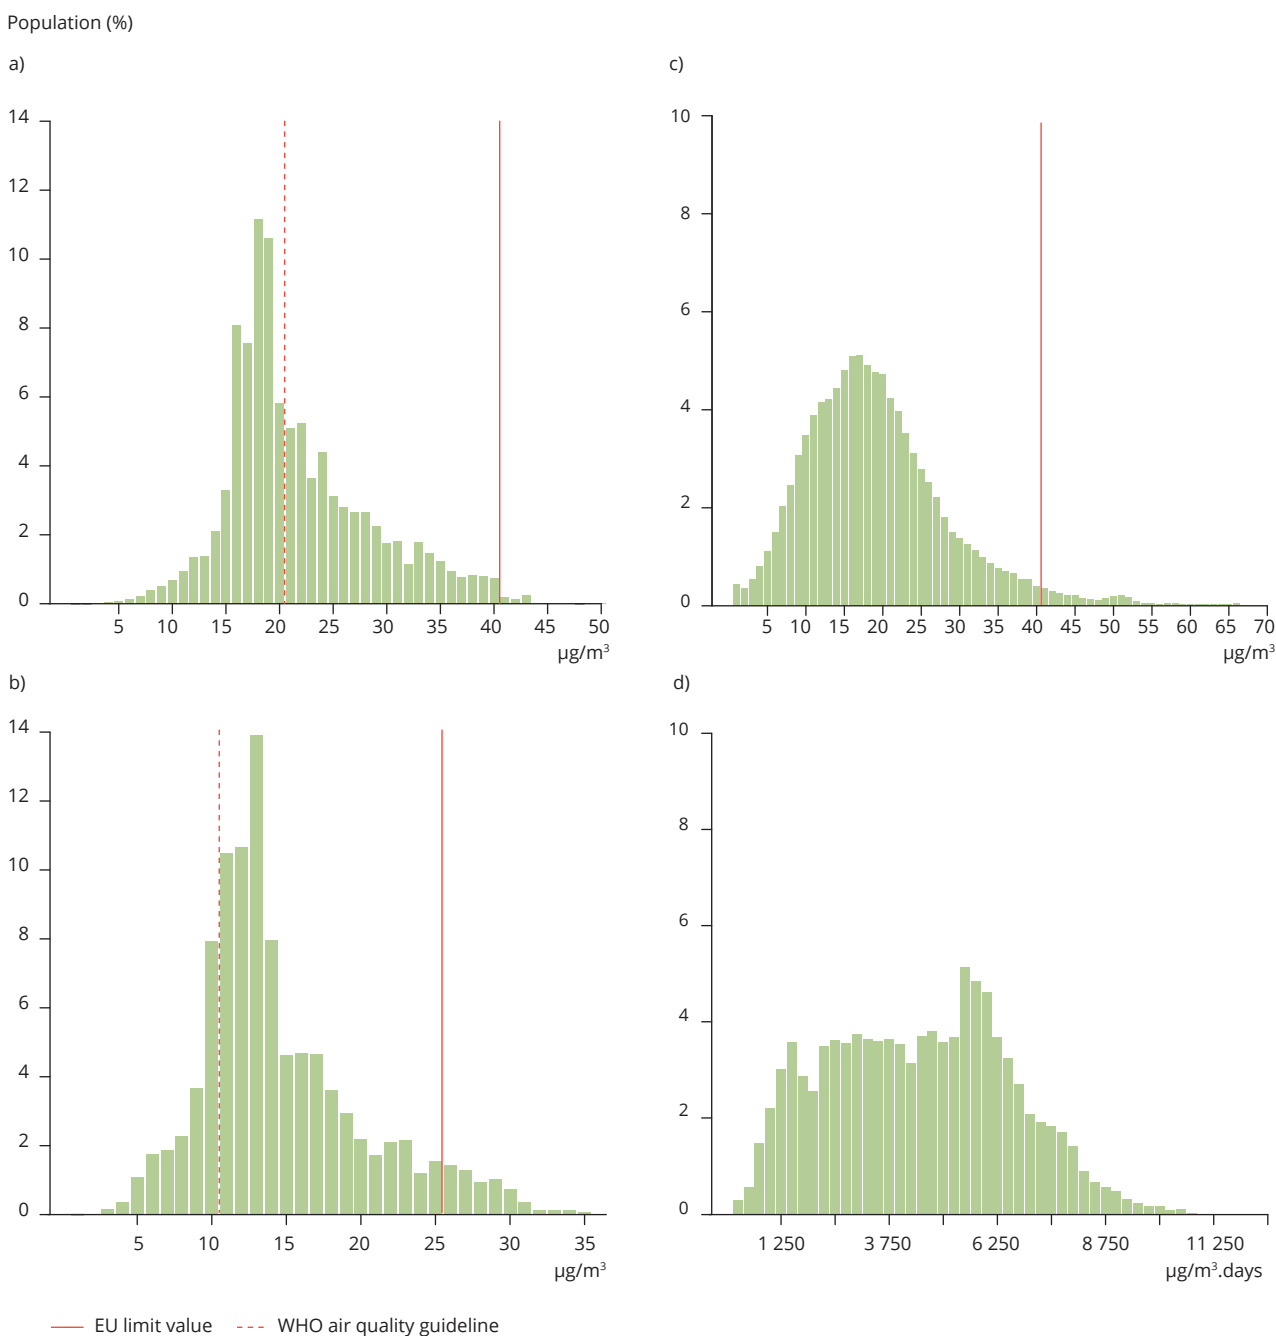 Population (%)
a)
14
12
10
8
6
4
2
0
5 10 15 20 25 30 35 40 45 50
µg/m³
c)
10
8
6
4
2
0
5 10 15 20 25 30 35 40 45 50 55 60 65 70
µg/m³
b)
14
12
10
8
6
4
2
0
5 10 15 20 25 30 35
µg/m³
d)
10
8
6
4
2
0
1 250 3 750 6 250 8 750 11 250
µg/m³.days
EU limit value WHO air quality guideline